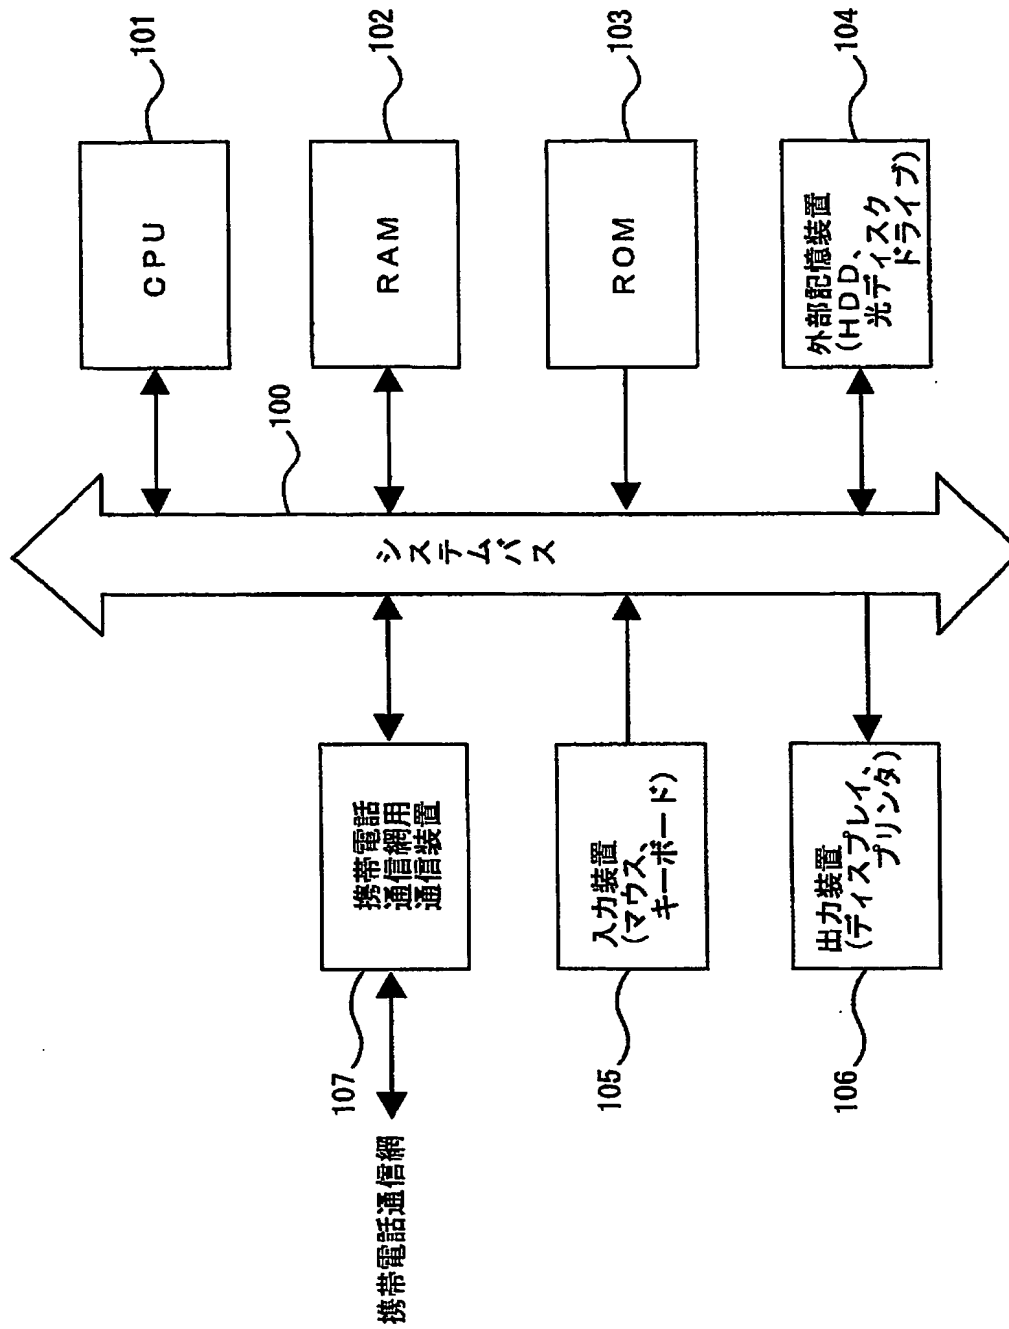 CPU
101
100
携帯電話通信網
107
携帯電話
通信網用
通信装置
システムバス
RAM
102
105
入力装置
(マウス、
キーボード)
ROM
103
106
出力装置
(ディスプレイ、
プリンタ)
外部記憶装置
(HDD、
光ディスク
ドライブ)
104